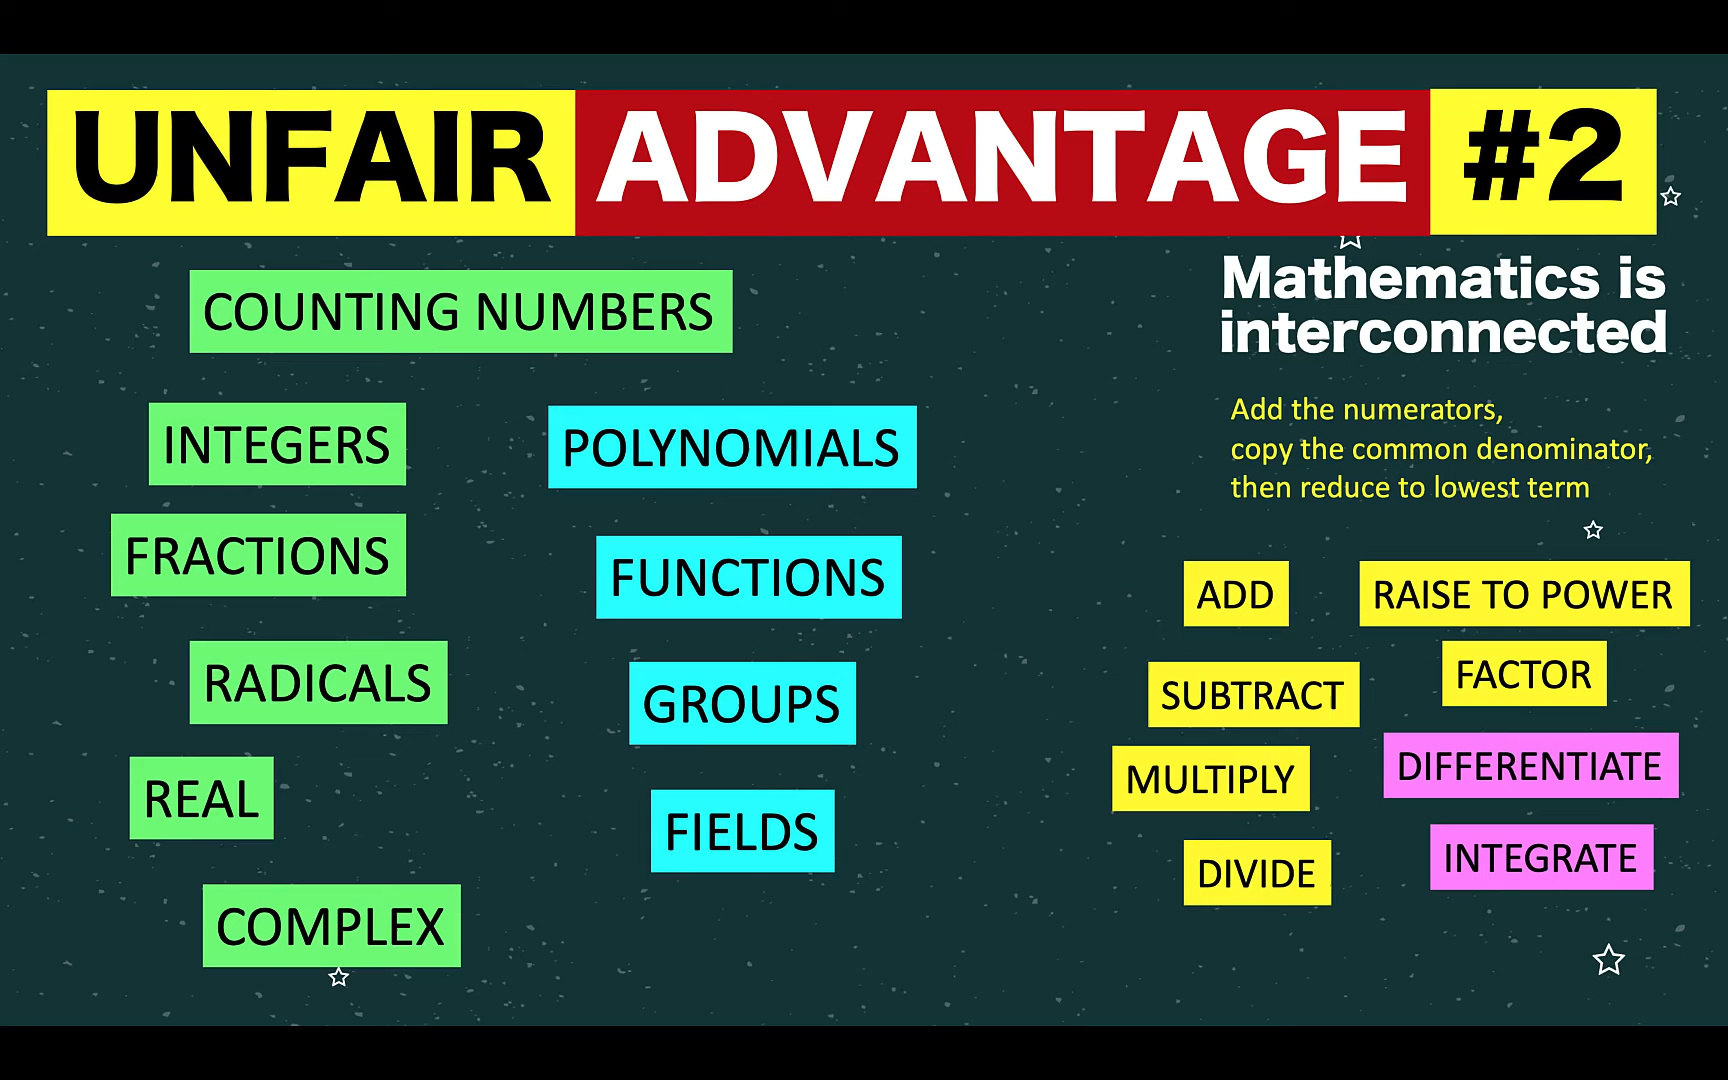 UNFAIR ADVANTAGE #2
Mathematics is
interconnected
COUNTING NUMBERS
INTEGERS
FRACTIONS
RADICALS
REAL
COMPLEX
POLYNOMIALS
FUNCTIONS
GROUPS
FIELDS
Add the numerators,
copy the common denominator,
then reduce to lowest term
ADD
SUBTRACT
MULTIPLY
DIVIDE
RAISE TO POWER
FACTOR
DIFFERENTIATE
INTEGRATE